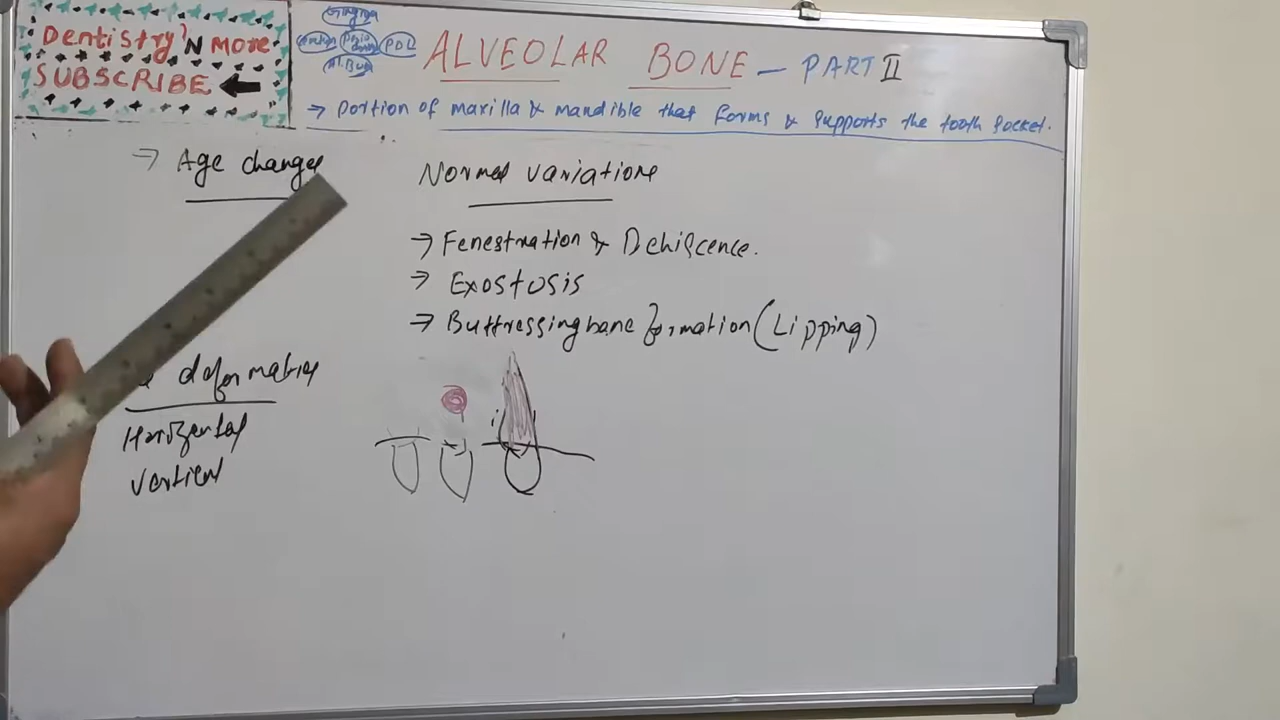 Dentistry'N more
SUBSCRIBE
Gingiva
PDL
ALVEOLAR BONE – PART II
→ Portion of maxilla & mandible that forms & supports the tooth socket.
→ Age changes
Normal variations
→ Fenestration & Dehiscence.
→ Exostosis
→ Buttressing bone formation (Lipping)
deformaties
Horizontal
Vertical